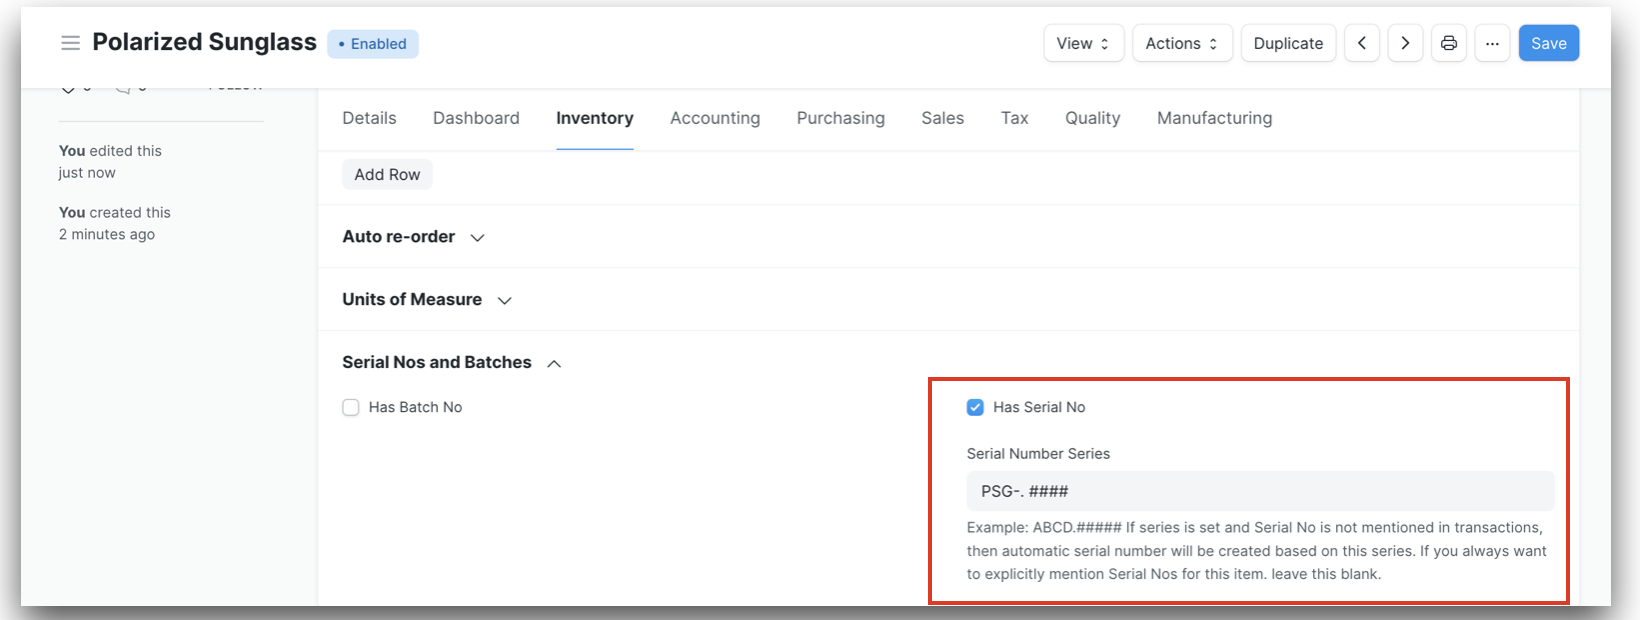 Polarized Sunglass
• Enabled
View
Actions
Duplicate
...
Save
You edited this
just now
You created this
2 minutes ago
Details
Dashboard
Inventory
Accounting
Purchasing
Sales
Tax
Quality
Manufacturing
Add Row
Auto re-order
Units of Measure
Serial Nos and Batches
Has Batch No
Has Serial No
Serial Number Series
PSG-. ####
Example: ABCD.##### If series is set and Serial No is not mentioned in transactions,
then automatic serial number will be created based on this series. If you always want
to explicitly mention Serial Nos for this item. leave this blank.